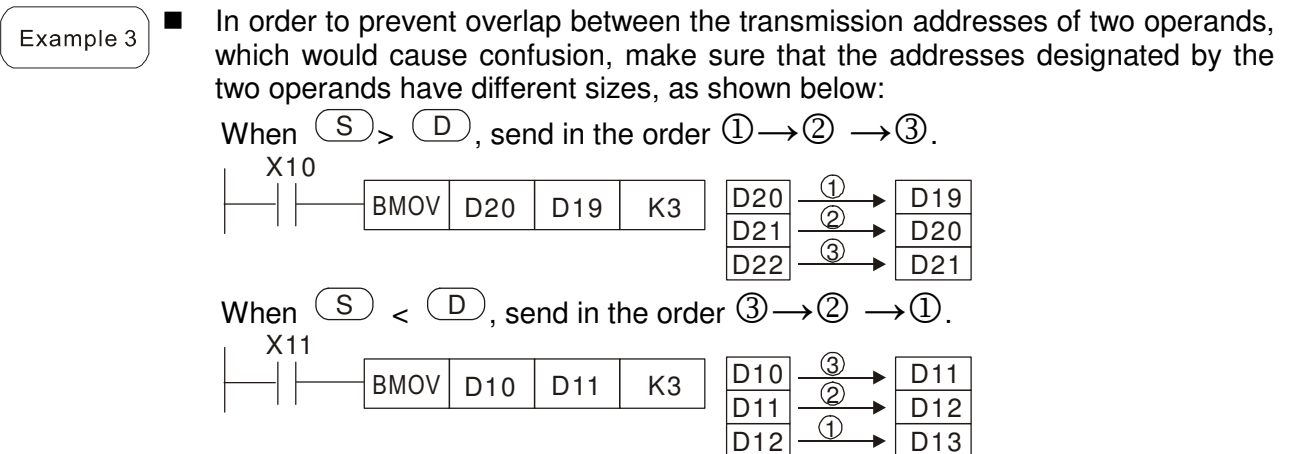 Example 3
■ In order to prevent overlap between the transmission addresses of two operands,
which would cause confusion, make sure that the addresses designated by the
two operands have different sizes, as shown below:
When S > D, send in the order ①→② →③.
X10
BMOV D20 D19 K3
D20 ① D19
D21 ② D20
D22 ③ D21
When S < D, send in the order ③→② →①.
X11
BMOV D10 D11 K3
D10 ③ D11
D11 ② D12
D12 ① D13